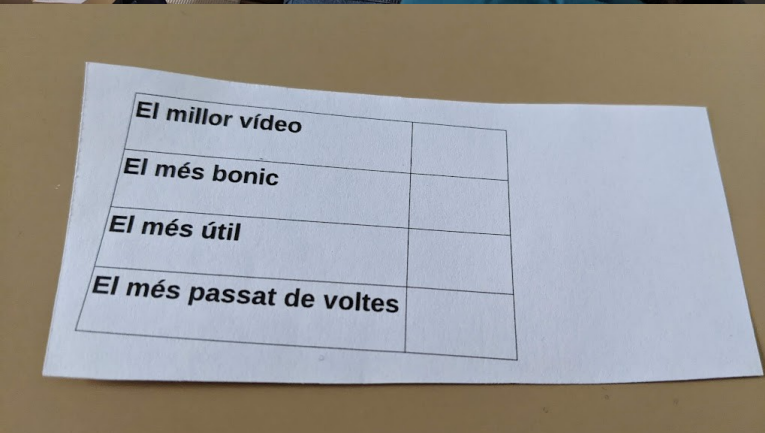 El millor vídeo
El més bonic
El més útil
El més passat de voltes